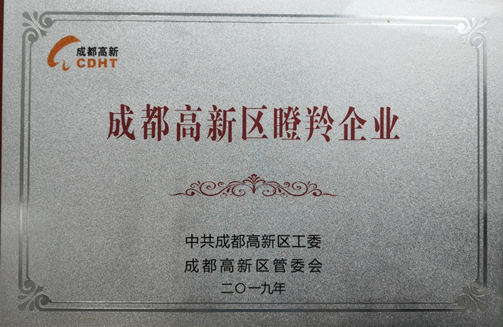 成都高新
CDHT
成都高新区瞪羚企业
中共成都高新区工委
成都高新区管委会
二〇一九年